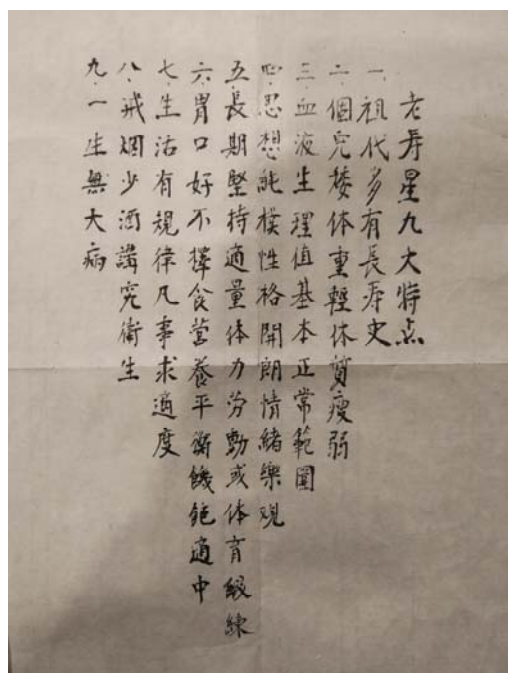 老寿星九大特点
一、祖代多有長寿史
二、個兒矮体重輕体質瘦弱
三、血液生理值基本正常範圍
四、思想純樸性格開朗情緒樂观
五、長期堅持適量体力劳動或体育鍛練
六、胃口好不擇食营養平衡饑飽適中
七、生活有規律凡事求適度
八、戒烟少酒講究衛生
九、一生無大病